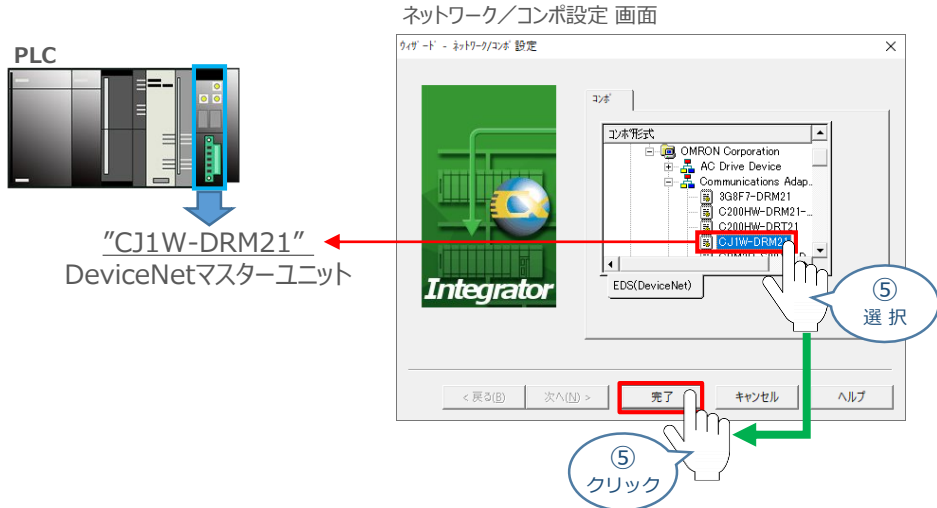 ネットワーク／コンポ設定 画面
PLC
ｳｨｻﾞｰﾄﾞ - ﾈｯﾄﾜｰｸ/ｺﾝﾎﾟ設定
ｺﾝﾎﾟ
ｺﾝﾎﾟ形式
OMRON Corporation
AC Drive Device
Communications Adap..
3G8F7-DRM21
C200HW-DRM21-...
C200HW-DRT21
CJ1W-DRM2
EDS(DeviceNet)
Integrator
"CJ1W-DRM21"
DeviceNetマスターユニット
⑤
選 択
< 戻る(B)
次へ(N) >
完了
キャンセル
ヘルプ
⑤
クリック